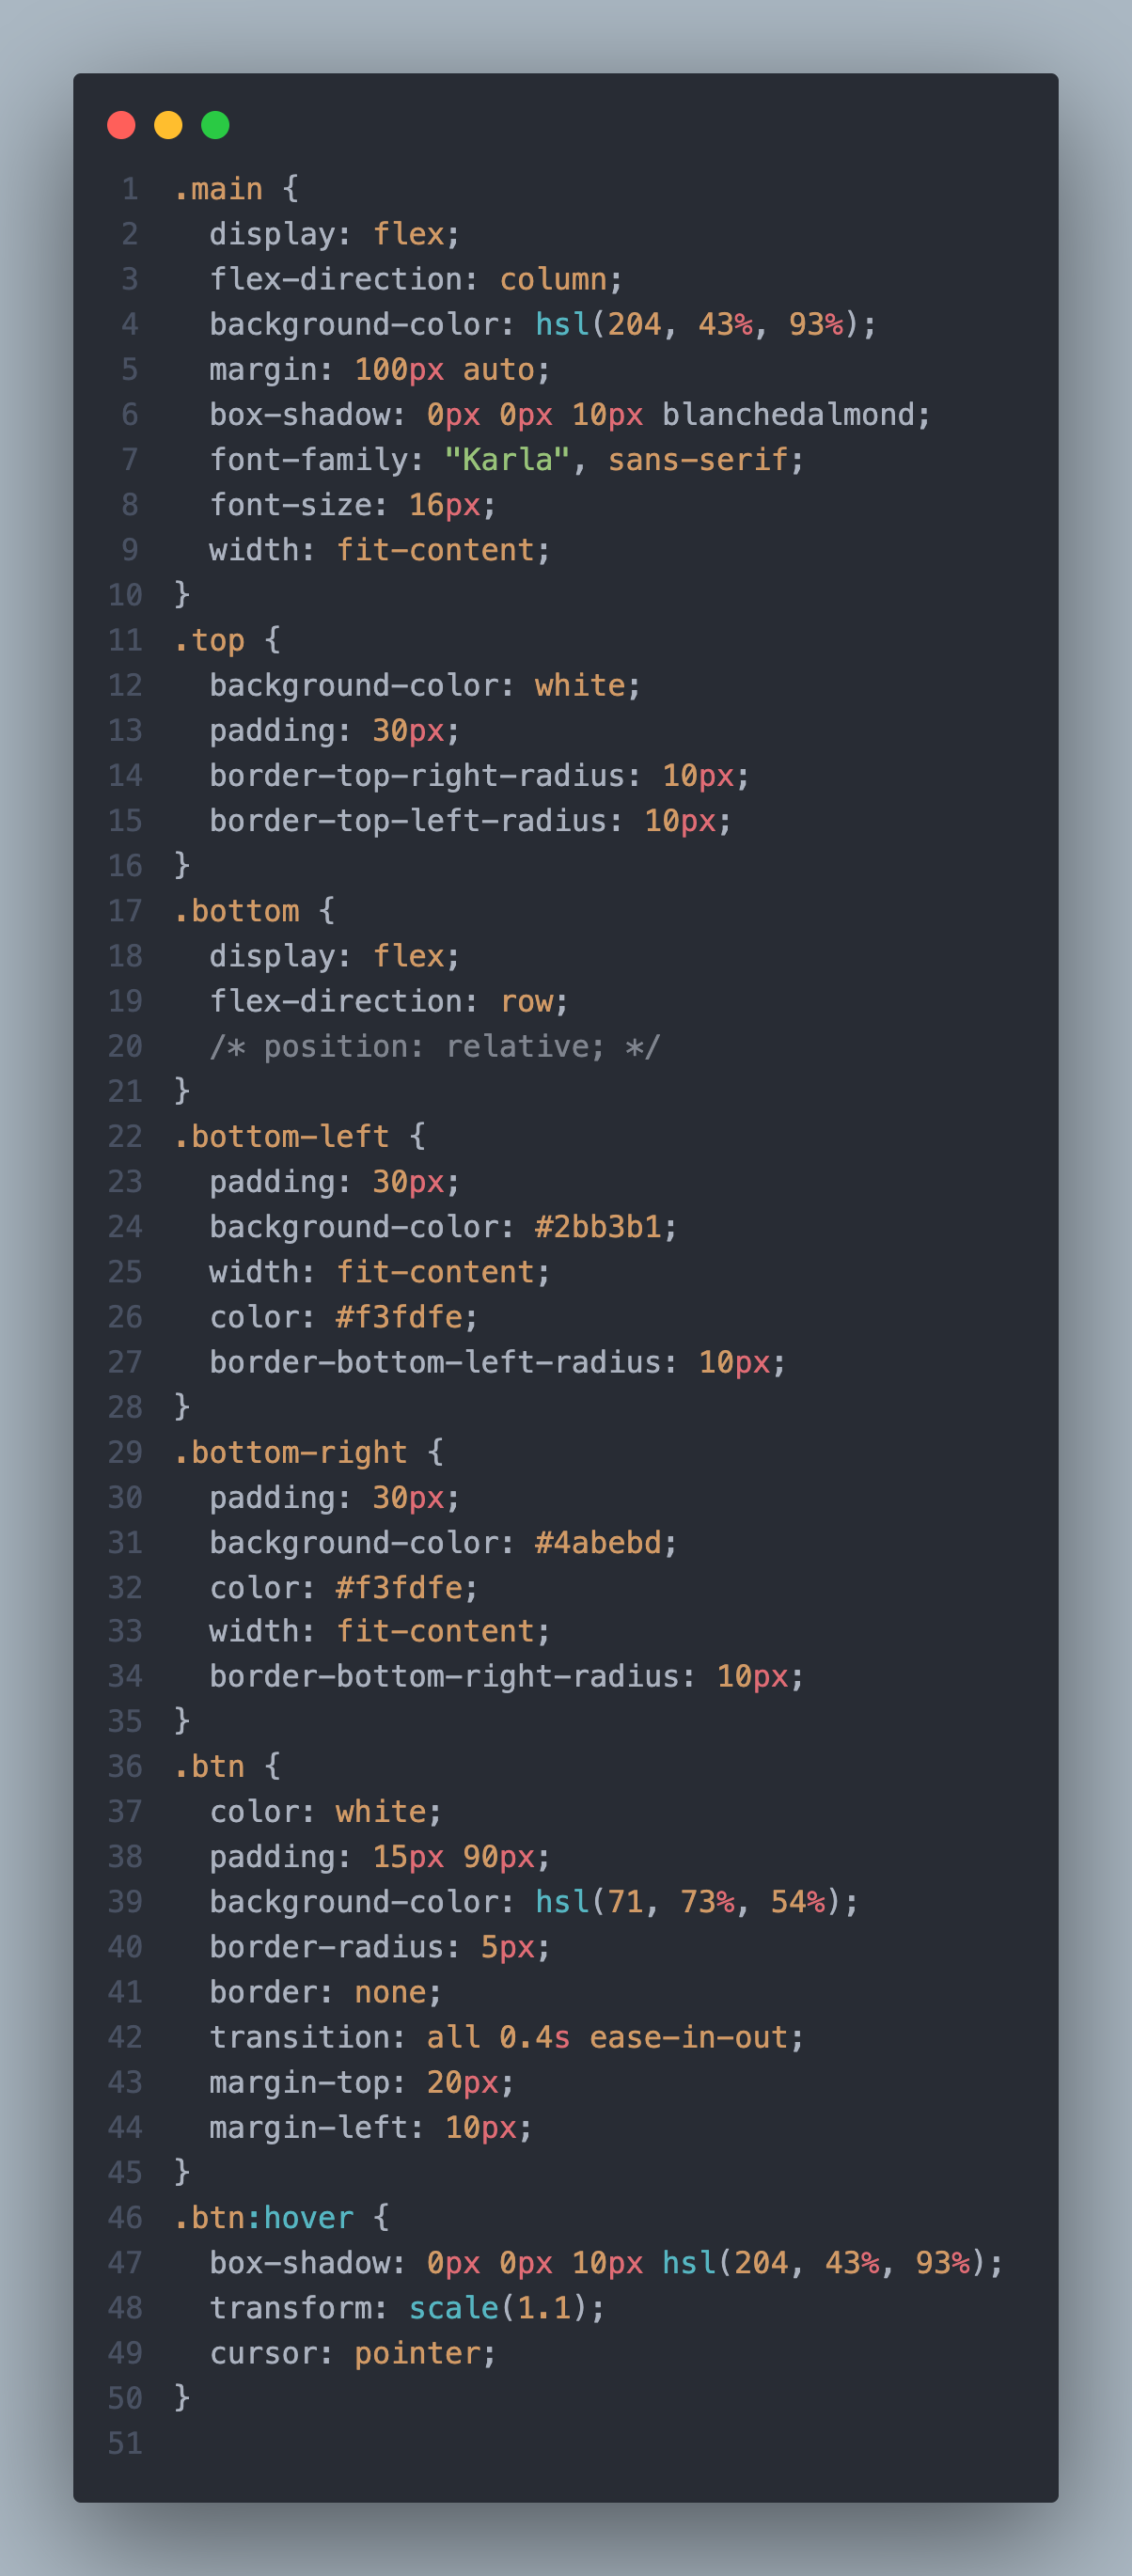 1 .main {
2   display: flex;
3   flex-direction: column;
4   background-color: hsl(204, 43%, 93%);
5   margin: 100px auto;
6   box-shadow: 0px 0px 10px blanchedalmond;
7   font-family: "Karla", sans-serif;
8   font-size: 16px;
9   width: fit-content;
10 }
11 .top {
12   background-color: white;
13   padding: 30px;
14   border-top-right-radius: 10px;
15   border-top-left-radius: 10px;
16 }
17 .bottom {
18   display: flex;
19   flex-direction: row;
20   /* position: relative; */
21 }
22 .bottom-left {
23   padding: 30px;
24   background-color: #2bb3b1;
25   width: fit-content;
26   color: #f3fdfe;
27   border-bottom-left-radius: 10px;
28 }
29 .bottom-right {
30   padding: 30px;
31   background-color: #4abebd;
32   color: #f3fdfe;
33   width: fit-content;
34   border-bottom-right-radius: 10px;
35 }
36 .btn {
37   color: white;
38   padding: 15px 90px;
39   background-color: hsl(71, 73%, 54%);
40   border-radius: 5px;
41   border: none;
42   transition: all 0.4s ease-in-out;
43   margin-top: 20px;
44   margin-left: 10px;
45 }
46 .btn:hover {
47   box-shadow: 0px 0px 10px hsl(204, 43%, 93%);
48   transform: scale(1.1);
49   cursor: pointer;
50 }
51